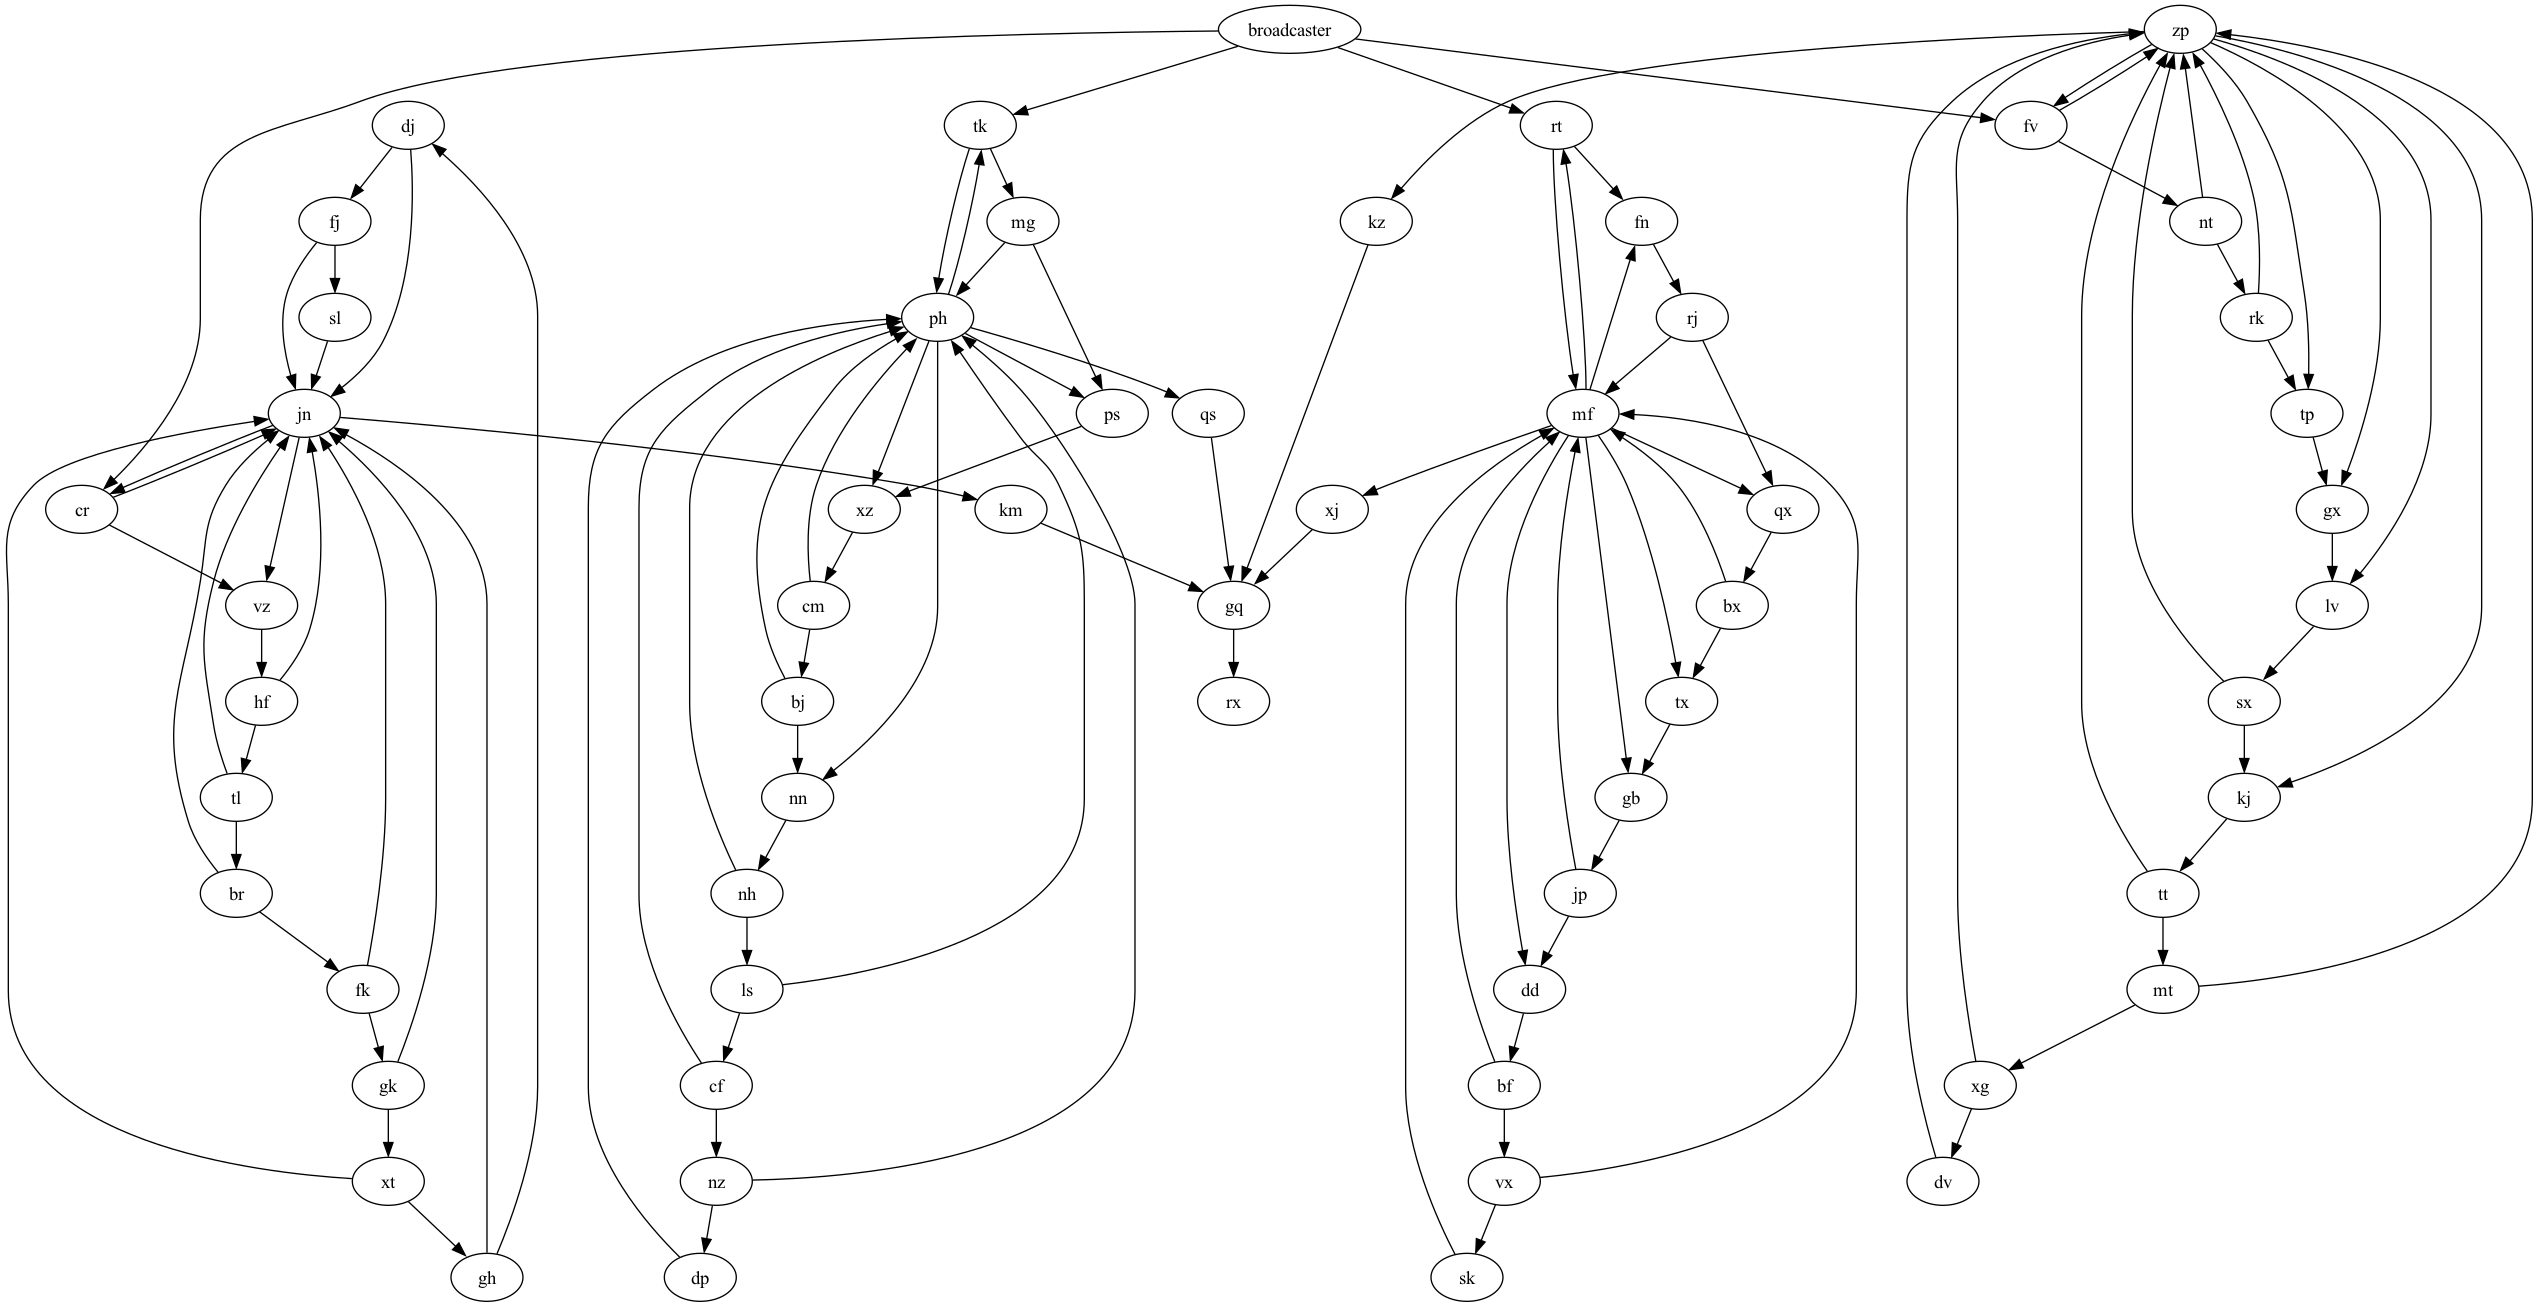 broadcaster
zp
dj
tk
rt
fv
fj
mg
kz
fn
nt
sl
ph
rj
rk
jn
ps
qs
mf
tp
cr
xz
km
xj
qx
gx
vz
cm
gq
bx
lv
hf
bj
rx
tx
sx
tl
nn
gb
kj
br
nh
jp
tt
fk
ls
dd
mt
gk
cf
bf
xg
xt
nz
vx
dv
gh
dp
sk